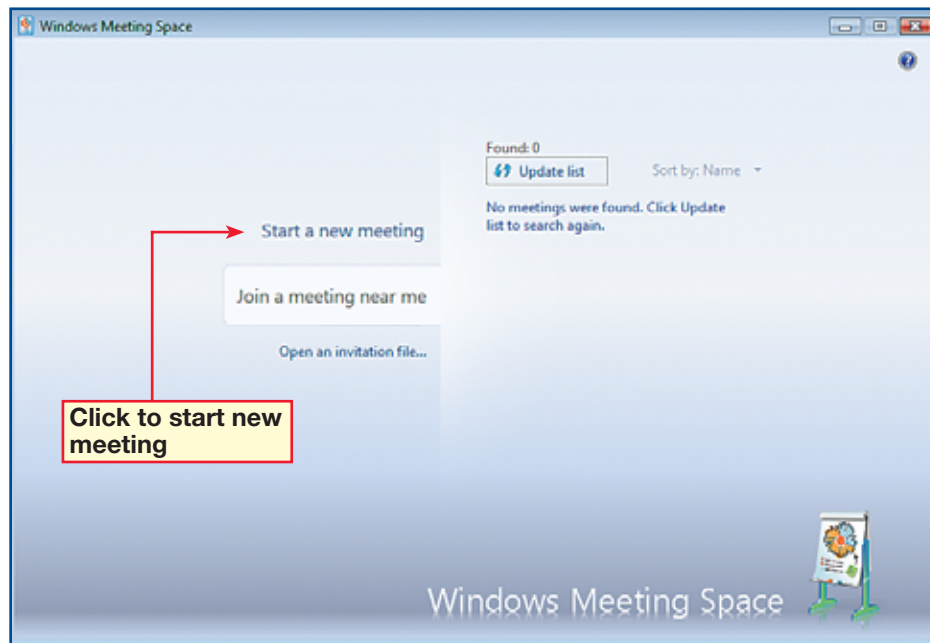 Windows Meeting Space
Found: 0
Update list
Sort by: Name
No meetings were found. Click Update
list to search again.
Start a new meeting
Join a meeting near me
Open an invitation file...
Click to start new
meeting
Windows Meeting Space